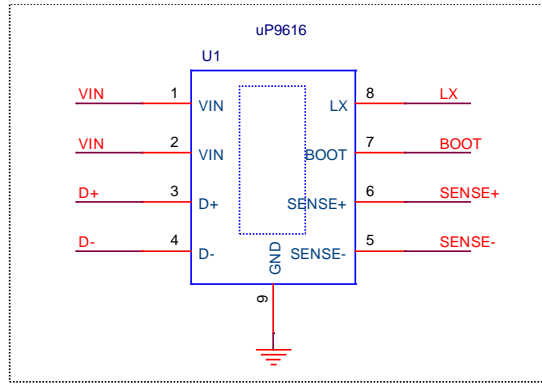 uP9616
U1
VIN 1 VIN LX 8 LX
VIN 2 VIN BOOT 7 BOOT
D+ 3 D+ SENSE+ 6 SENSE+
D- 4 D- SENSE- 5 SENSE-
GND
9